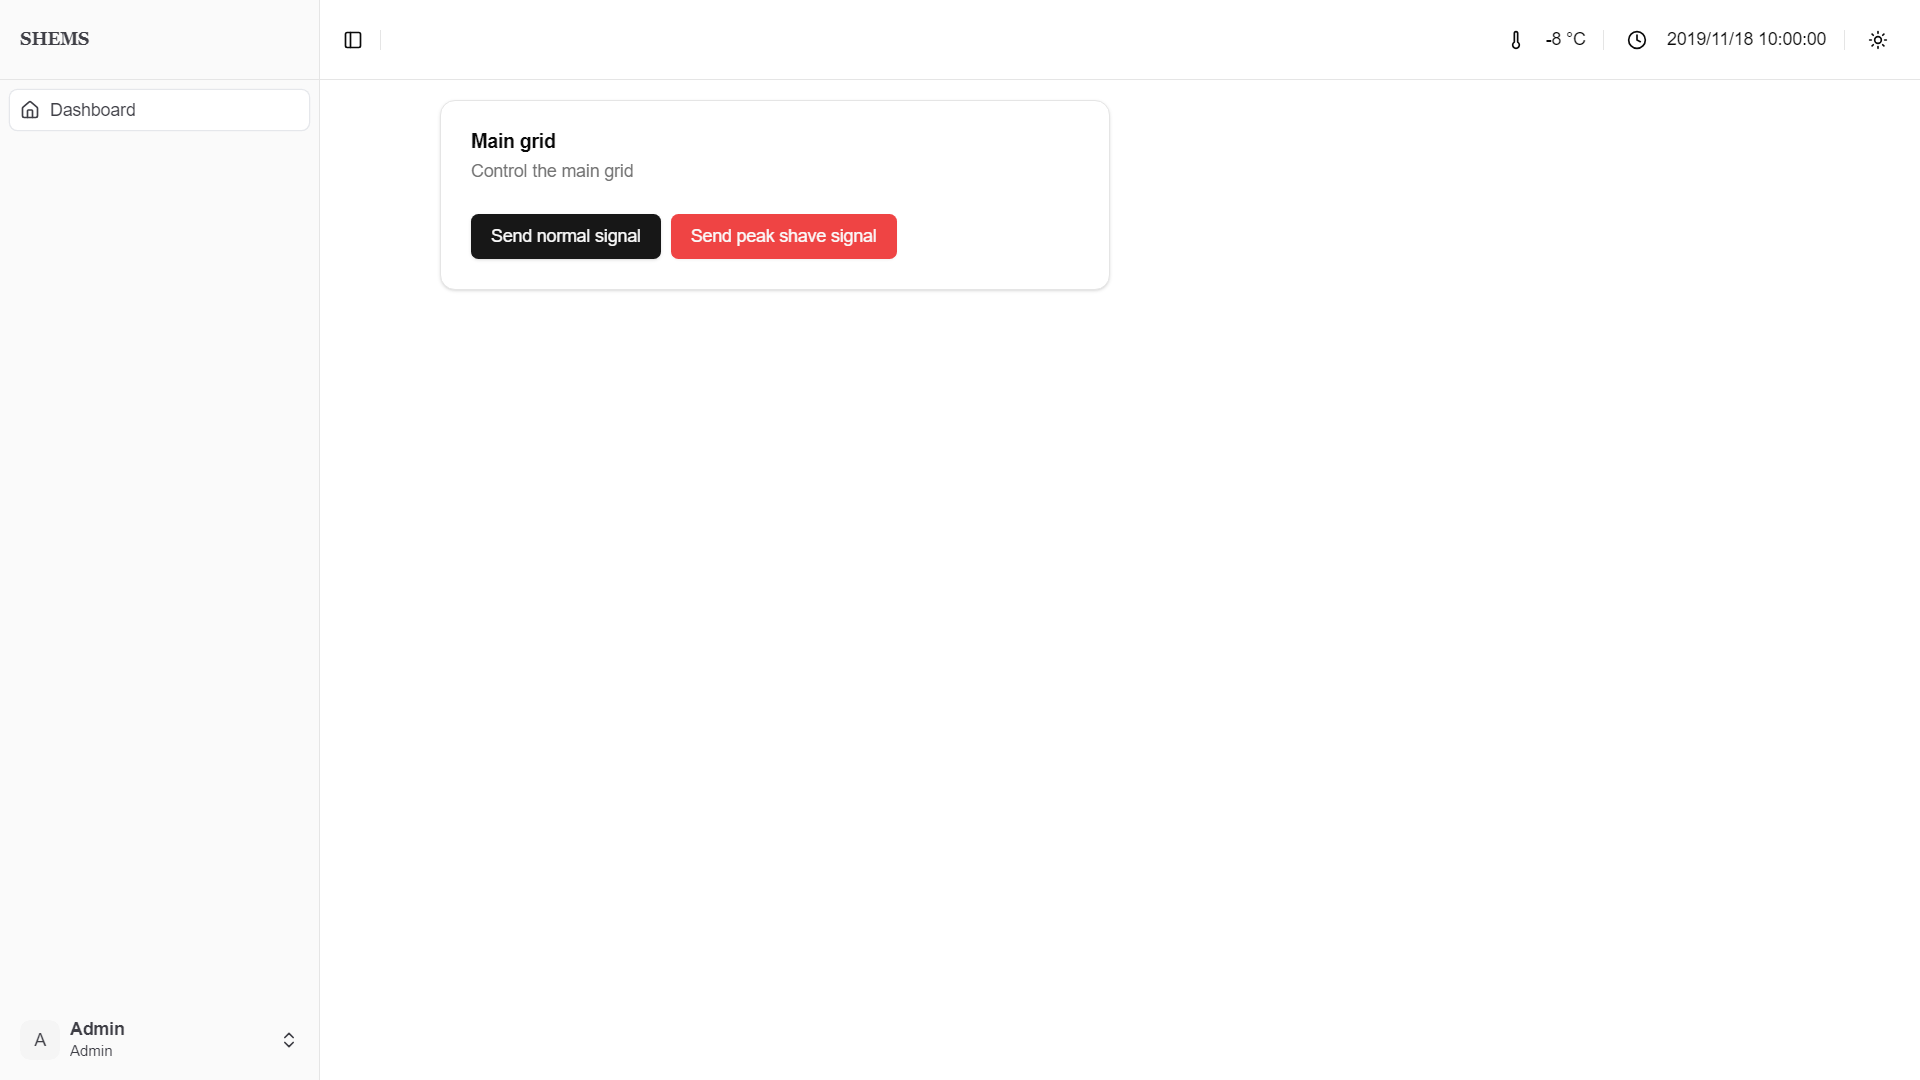 SHEMS
-8 °C
2019/11/18 10:00:00
Dashboard
Main grid
Control the main grid
Send normal signal
Send peak shave signal
A
Admin
Admin